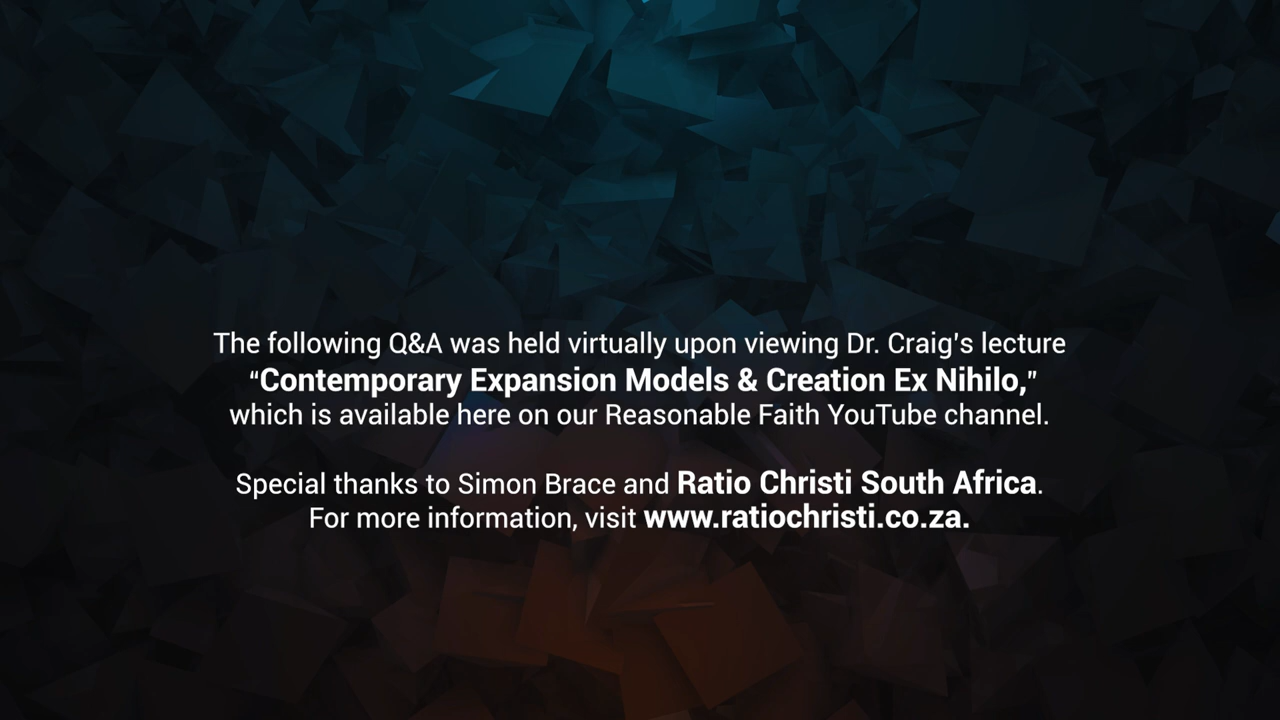 The following Q&A was held virtually upon viewing Dr. Craig's lecture
“Contemporary Expansion Models & Creation Ex Nihilo,”
which is available here on our Reasonable Faith YouTube channel.
Special thanks to Simon Brace and Ratio Christi South Africa.
For more information, visit www.ratiochristi.co.za.